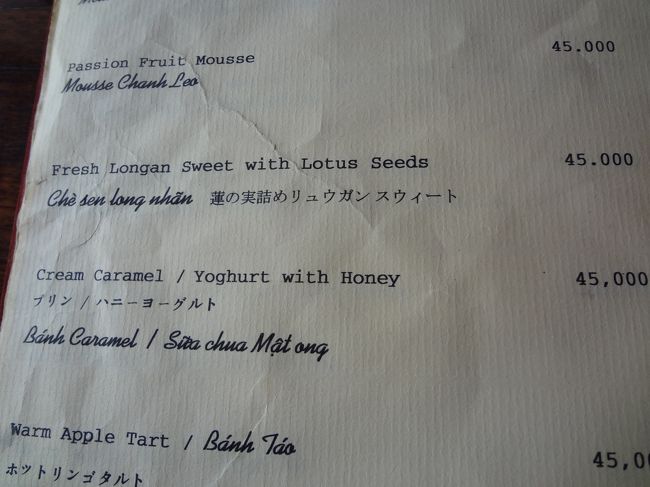 Passion Fruit Mousse 45.000
Mousse Chanh Leo
Fresh Longan Sweet with Lotus Seeds 45.000
Chè sen long nhãn 蓮の実詰めリュウガン スウィート
Cream Caramel / Yoghurt with Honey 45,000
プリン / ハニーヨーグルト
Bánh Caramel / Sữa chua Mật ong
Warm Apple Tart / Bánh Táo 45,00
ホットリンゴタルト